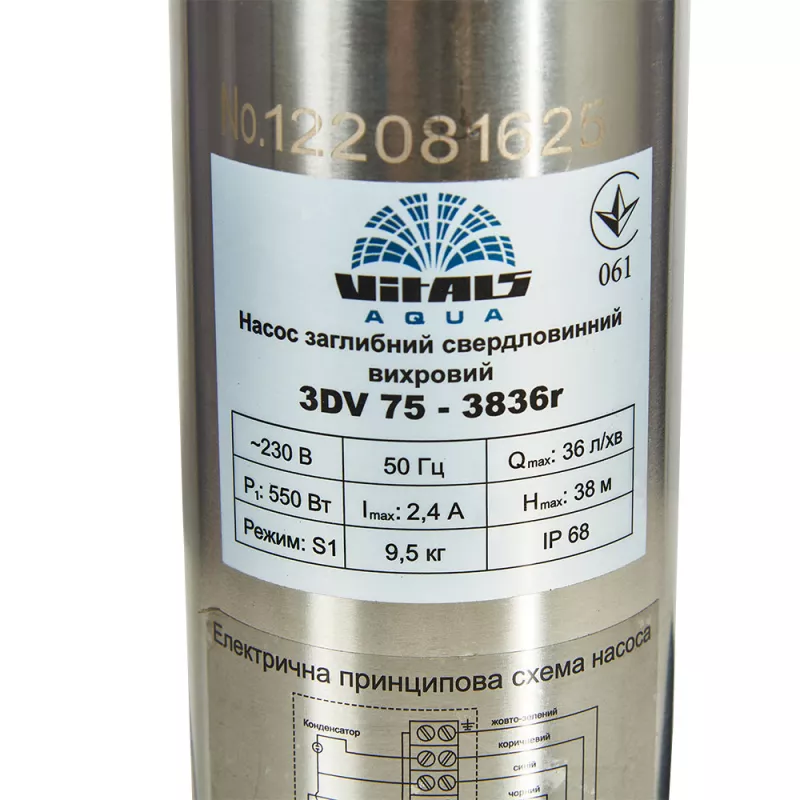 No.122081625
VitALS
AQUA
061
Насос заглибний свердловинний
вихровий
3DV 75 - 3836r
~230 В
50 Гц
Qmax: 36 л/хв
P1: 550 Вт
Imax: 2,4 А
Hmax: 38 м
Режим: S1
9,5 кг
IP 68
Електрична принципова схема насоса
Конденсатор
жовто-зелений
коричневий
синій
чорний